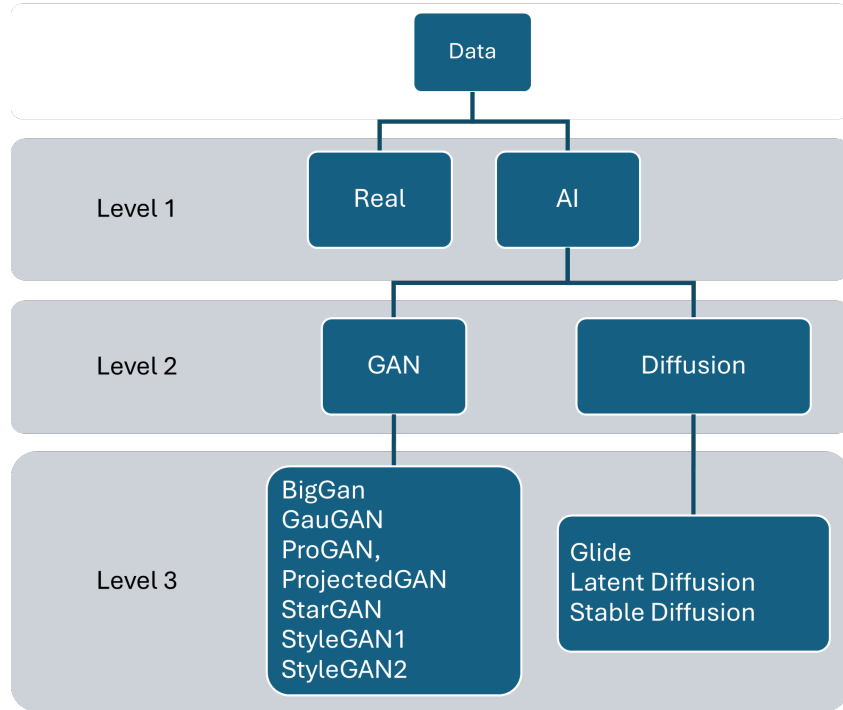 Data
Level 1
Real
AI
Level 2
GAN
Diffusion
Level 3
BigGan
GauGAN
ProGAN,
ProjectedGAN
StarGAN
StyleGAN1
StyleGAN2
Glide
Latent Diffusion
Stable Diffusion